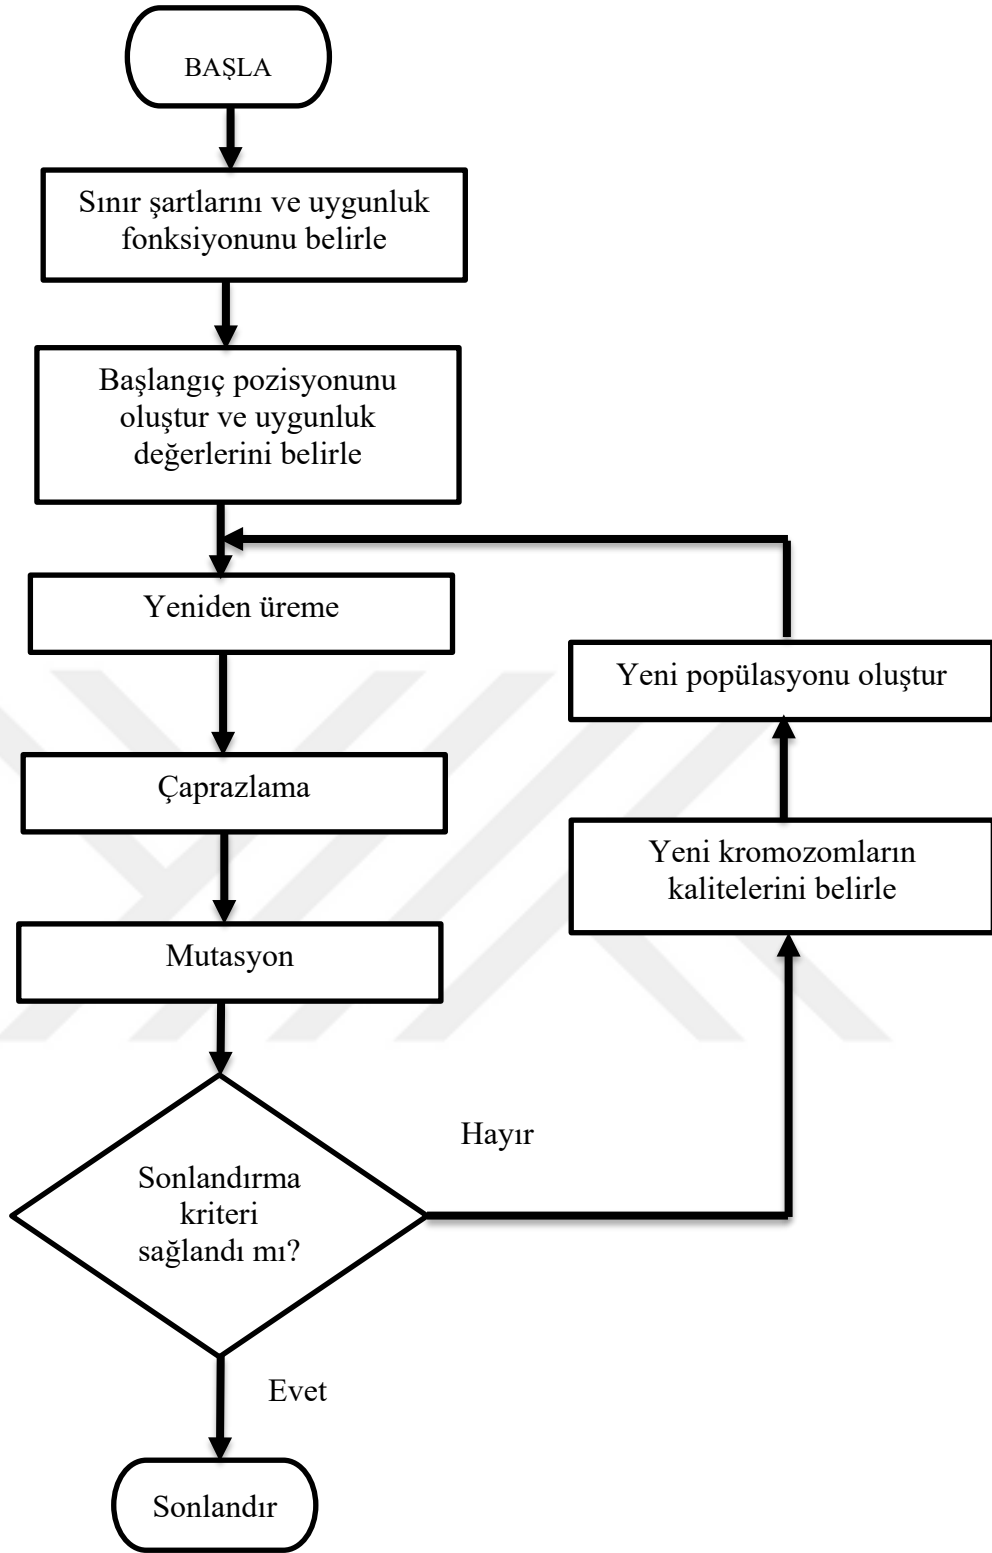 BAŞLA
Sınır şartlarını ve uygunluk
fonksiyonunu belirle
Başlangıç pozisyonunu
oluştur ve uygunluk
değerlerini belirle
Yeniden üreme
Çaprazlama
Mutasyon
Sonlandırma
kriteri
sağlandı mı?
Hayır
Yeni kromozomların
kalitelerini belirle
Yeni popülasyonu oluştur
Evet
Sonlandır